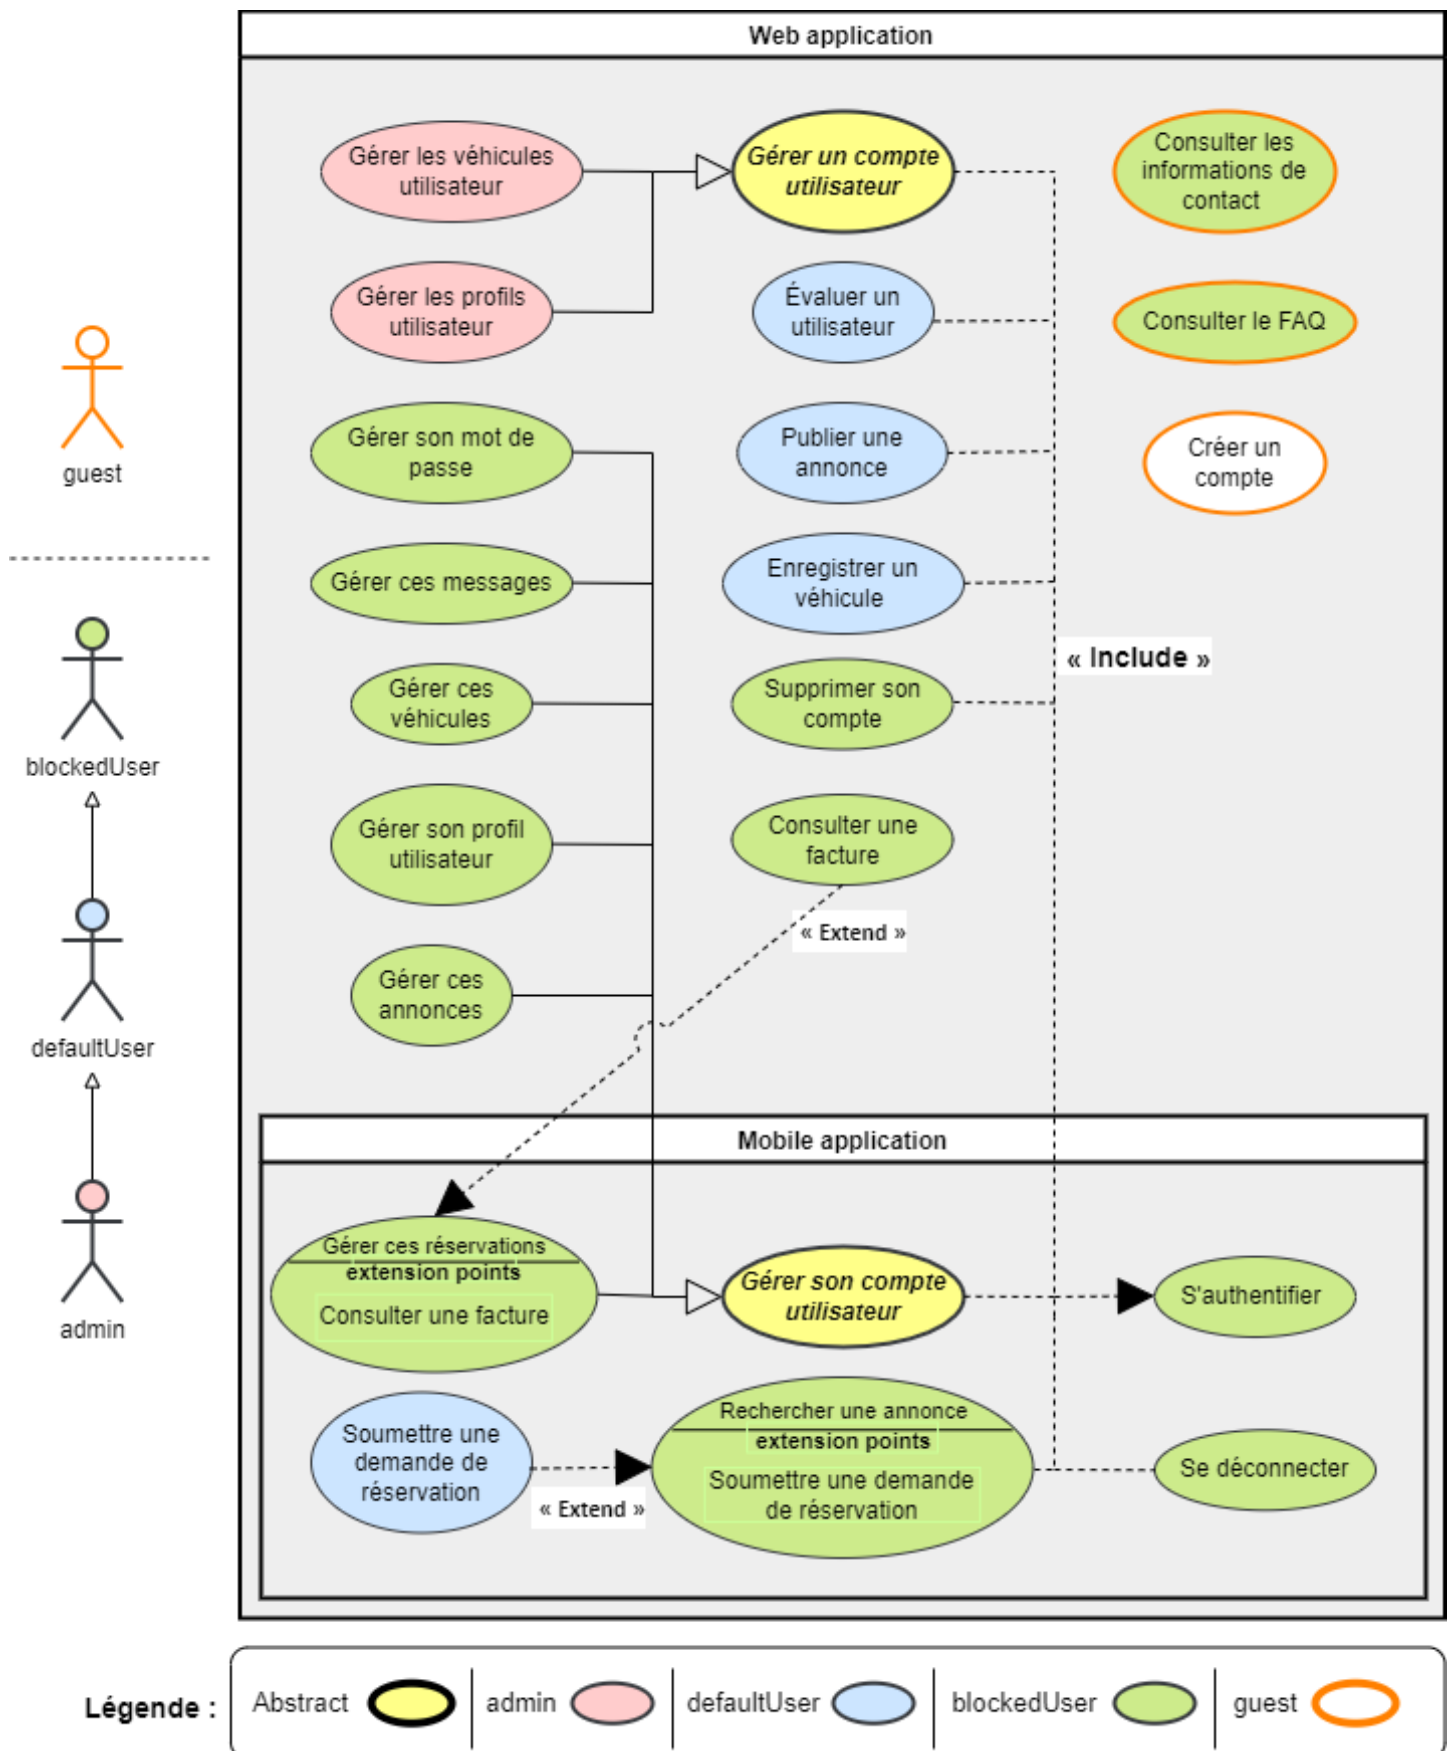 Web application
Gérer les véhicules
utilisateur
Gérer un compte
utilisateur
Consulter les
informations de
contact
Gérer les profils
utilisateur
Évaluer un
utilisateur
Consulter le FAQ
guest
Gérer son mot de
passe
Publier une
annonce
Créer un
compte
Gérer ces messages
Enregistrer un
véhicule
« Include »
blockedUser
Gérer ces
véhicules
Supprimer son
compte
Gérer son profil
utilisateur
Consulter une
facture
« Extend »
Gérer ces
annonces
defaultUser
Mobile application
Gérer ces réservations
extension points
Consulter une facture
Gérer son compte
utilisateur
S'authentifier
admin
Soumettre une
demande de
réservation
« Extend »
Rechercher une annonce
extension points
Soumettre une demande
de réservation
Se déconnecter
Légende :
Abstract
admin
defaultUser
blockedUser
guest